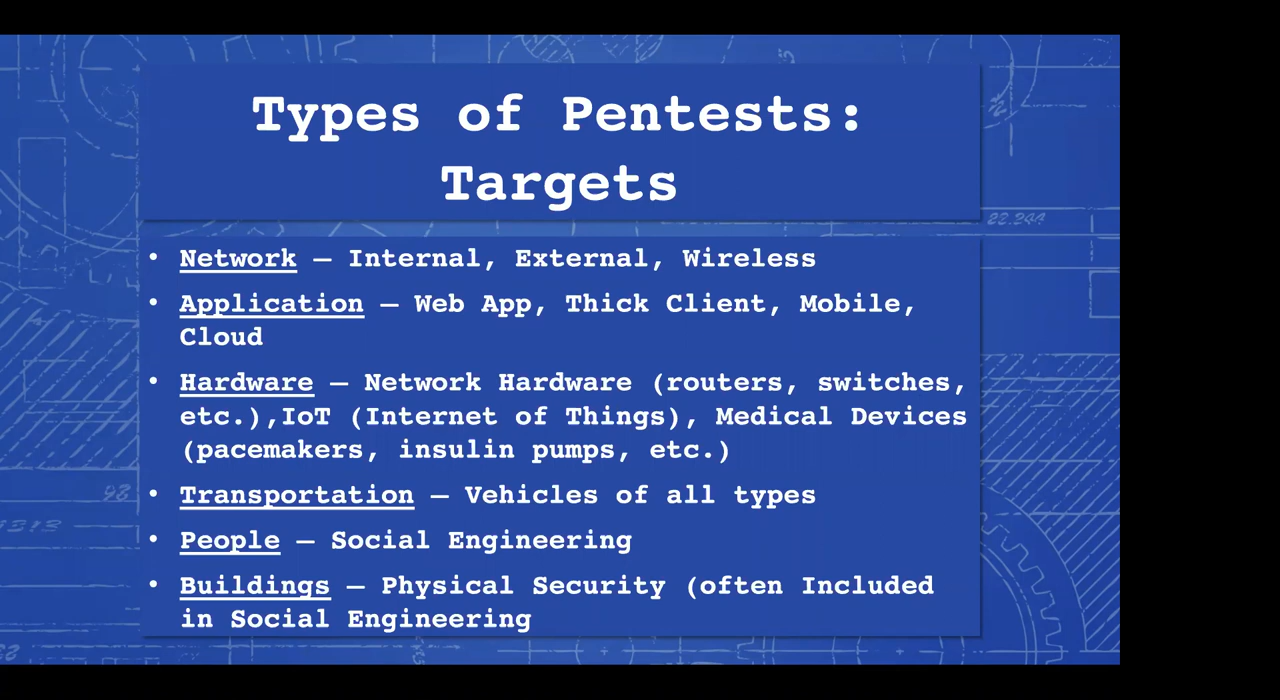 Types of Pentests:
Targets
22.244
• Network – Internal, External, Wireless
• Application – Web App, Thick Client, Mobile,
Cloud
• Hardware – Network Hardware (routers, switches,
etc.),IoT (Internet of Things), Medical Devices
(pacemakers, insulin pumps, etc.)
• Transportation – Vehicles of all types
• People – Social Engineering
• Buildings – Physical Security (often Included
in Social Engineering